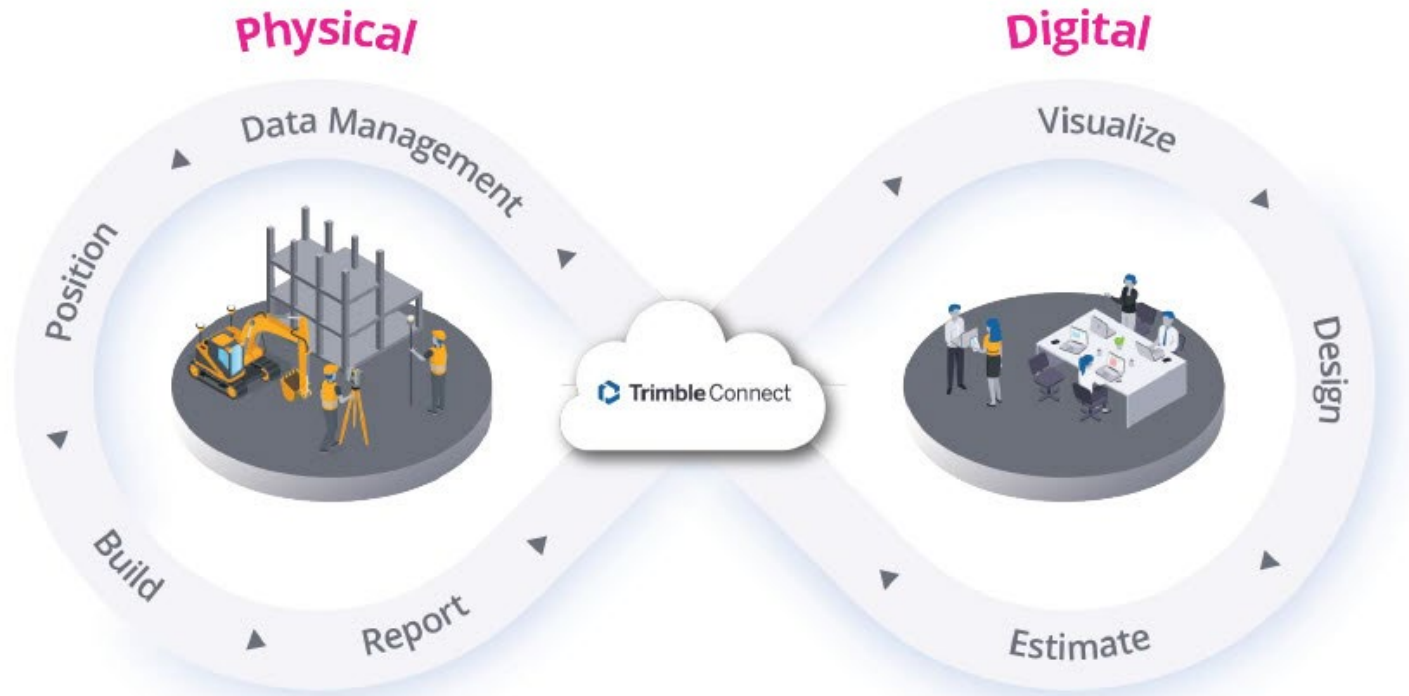 Physical
Digital
Data Management
Visualize
Position
Design
Trimble Connect
Build
Report
Estimate